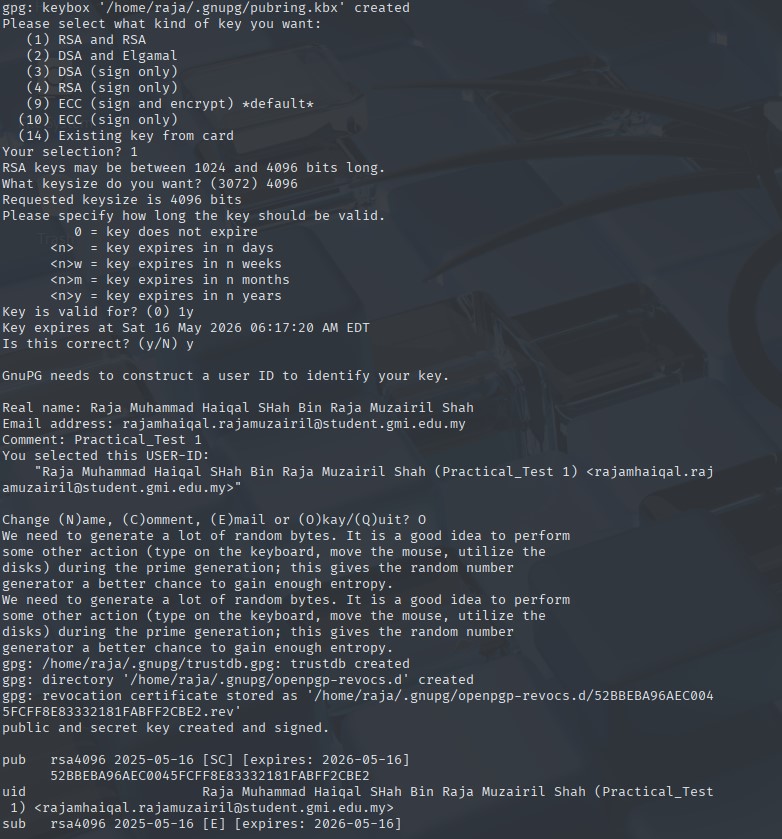 gpg: keybox '/home/raja/.gnupg/pubring.kbx' created
Please select what kind of key you want:
   (1) RSA and RSA
   (2) DSA and Elgamal
   (3) DSA (sign only)
   (4) RSA (sign only)
   (9) ECC (sign and encrypt) *default*
  (10) ECC (sign only)
  (14) Existing key from card
Your selection? 1
RSA keys may be between 1024 and 4096 bits long.
What keysize do you want? (3072) 4096
Requested keysize is 4096 bits
Please specify how long the key should be valid.
         0 = key does not expire
      <n>  = key expires in n days
      <n>w = key expires in n weeks
      <n>m = key expires in n months
      <n>y = key expires in n years
Key is valid for? (0) 1y
Key expires at Sat 16 May 2026 06:17:20 AM EDT
Is this correct? (y/N) y

GnuPG needs to construct a user ID to identify your key.

Real name: Raja Muhammad Haiqal SHah Bin Raja Muzairil Shah
Email address: rajamhaiqal.rajamuzairil@student.gmi.edu.my
Comment: Practical_Test 1
You selected this USER-ID:
    "Raja Muhammad Haiqal SHah Bin Raja Muzairil Shah (Practical_Test 1) <rajamhaiqal.raj
amuzairil@student.gmi.edu.my>"

Change (N)ame, (C)omment, (E)mail or (O)kay/(Q)uit? O
We need to generate a lot of random bytes. It is a good idea to perform
some other action (type on the keyboard, move the mouse, utilize the
disks) during the prime generation; this gives the random number
generator a better chance to gain enough entropy.
We need to generate a lot of random bytes. It is a good idea to perform
some other action (type on the keyboard, move the mouse, utilize the
disks) during the prime generation; this gives the random number
generator a better chance to gain enough entropy.
gpg: /home/raja/.gnupg/trustdb.gpg: trustdb created
gpg: directory '/home/raja/.gnupg/openpgp-revocs.d' created
gpg: revocation certificate stored as '/home/raja/.gnupg/openpgp-revocs.d/52BBEBA96AEC004
5FCFF8E83332181FABFF2CBE2.rev'
public and secret key created and signed.

pub   rsa4096 2025-05-16 [SC] [expires: 2026-05-16]
      52BBEBA96AEC0045FCFF8E83332181FABFF2CBE2
uid                      Raja Muhammad Haiqal SHah Bin Raja Muzairil Shah (Practical_Test
 1) <rajamhaiqal.rajamuzairil@student.gmi.edu.my>
sub   rsa4096 2025-05-16 [E] [expires: 2026-05-16]